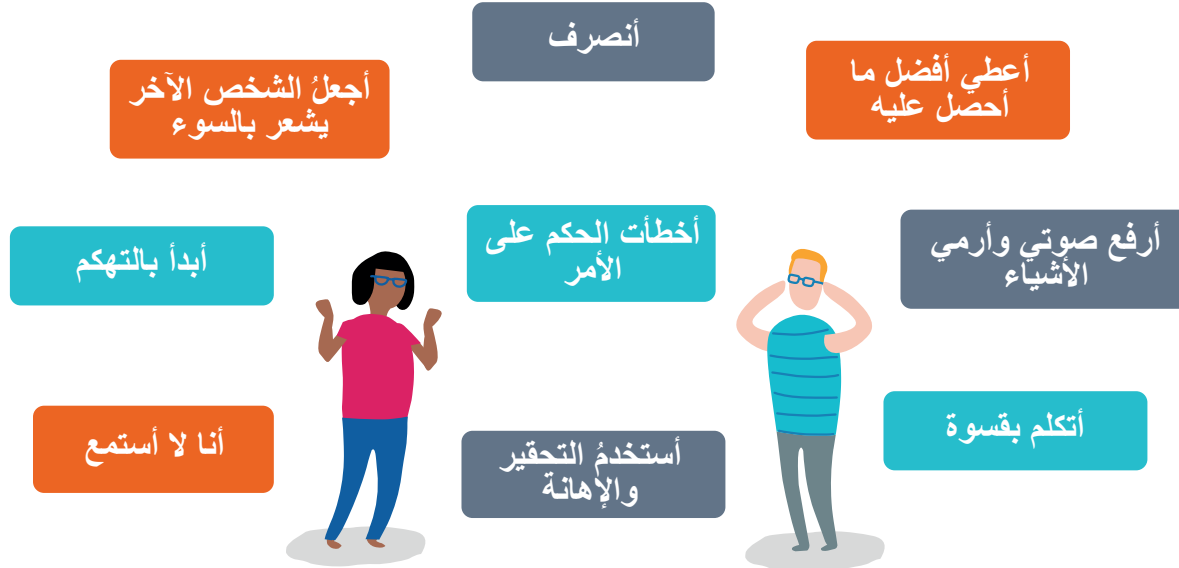 أنصرف
أعطي أفضل ما
أحصل عليه
أجعلُ الشخص الآخر
يشعر بالسوء
أرفع صوتي وأرمي
الأشياء
أخطأت الحكم على
الأمر
أبدأ بالتهكم
أتكلم بقسوة
أستخدمُ التحقير
والإهانة
أنا لا أستمع